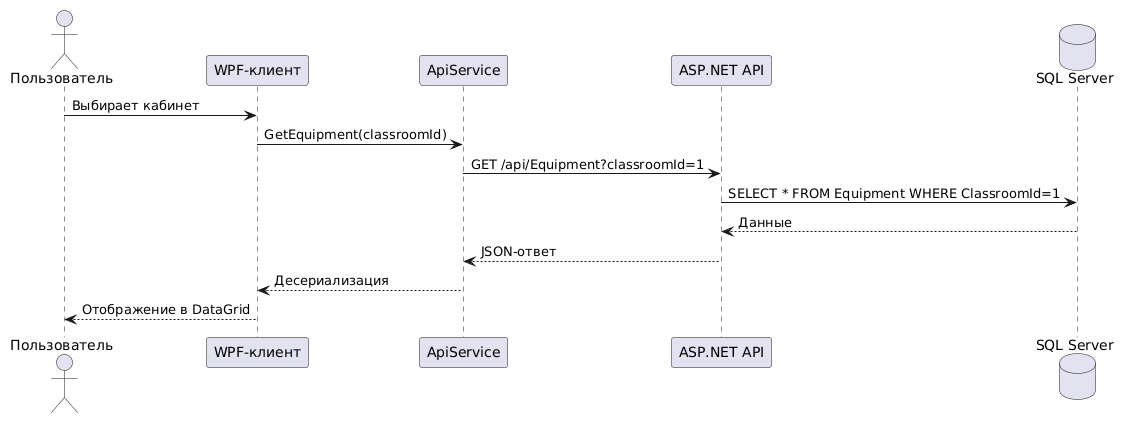 Пользователь
WPF-клиент
ApiService
ASP.NET API
SQL Server
Выбирает кабинет
GetEquipment(classroomId)
GET /api/Equipment?classroomId=1
SELECT * FROM Equipment WHERE ClassroomId=1
Данные
JSON-ответ
Десериализация
Отображение в DataGrid
Пользователь
WPF-клиент
ApiService
ASP.NET API
SQL Server